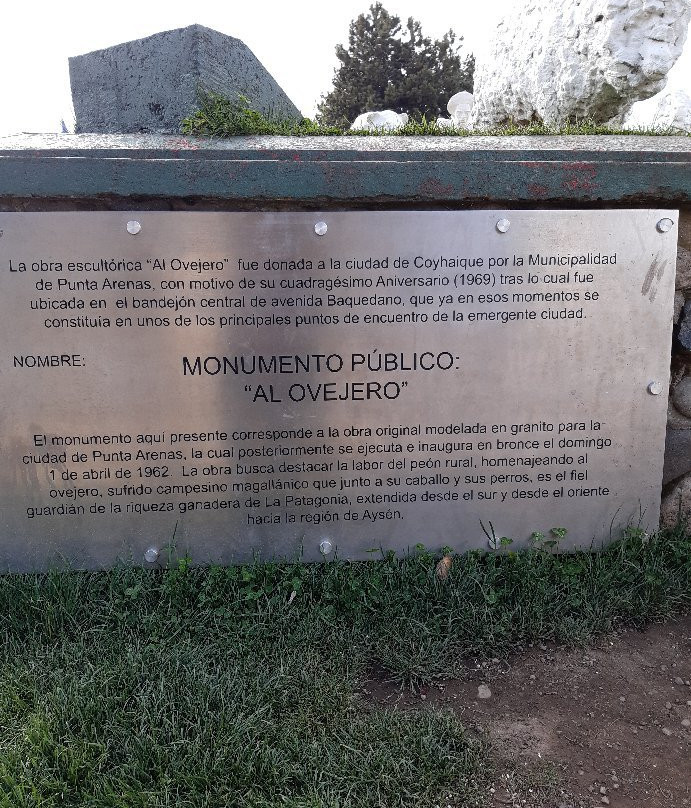 La obra escultórica “Al Ovejero” fue donada a la ciudad de Coyhaique por la Municipalidad
de Punta Arenas, con motivo de su cuadragésimo Aniversario (1969) tras lo cual fue
ubicada en el bandejón central de avenida Baquedano, que ya en esos momentos se
constituía en unos de los principales puntos de encuentro de la emergente ciudad.
NOMBRE: MONUMENTO PÚBLICO:
“AL OVEJERO”
El monumento aquí presente corresponde a la obra original modelada en granito para la
ciudad de Punta Arenas, la cual posteriormente se ejecuta e inaugura en bronce el domingo
1 de abril de 1962. La obra busca destacar la labor del peón rural, homenajeando al
ovejero, sufrido campesino magallánico que junto a su caballo y sus perros, es el fiel
guardián de la riqueza ganadera de La Patagonia, extendida desde el sur y desde el oriente
hacia la región de Aysén.